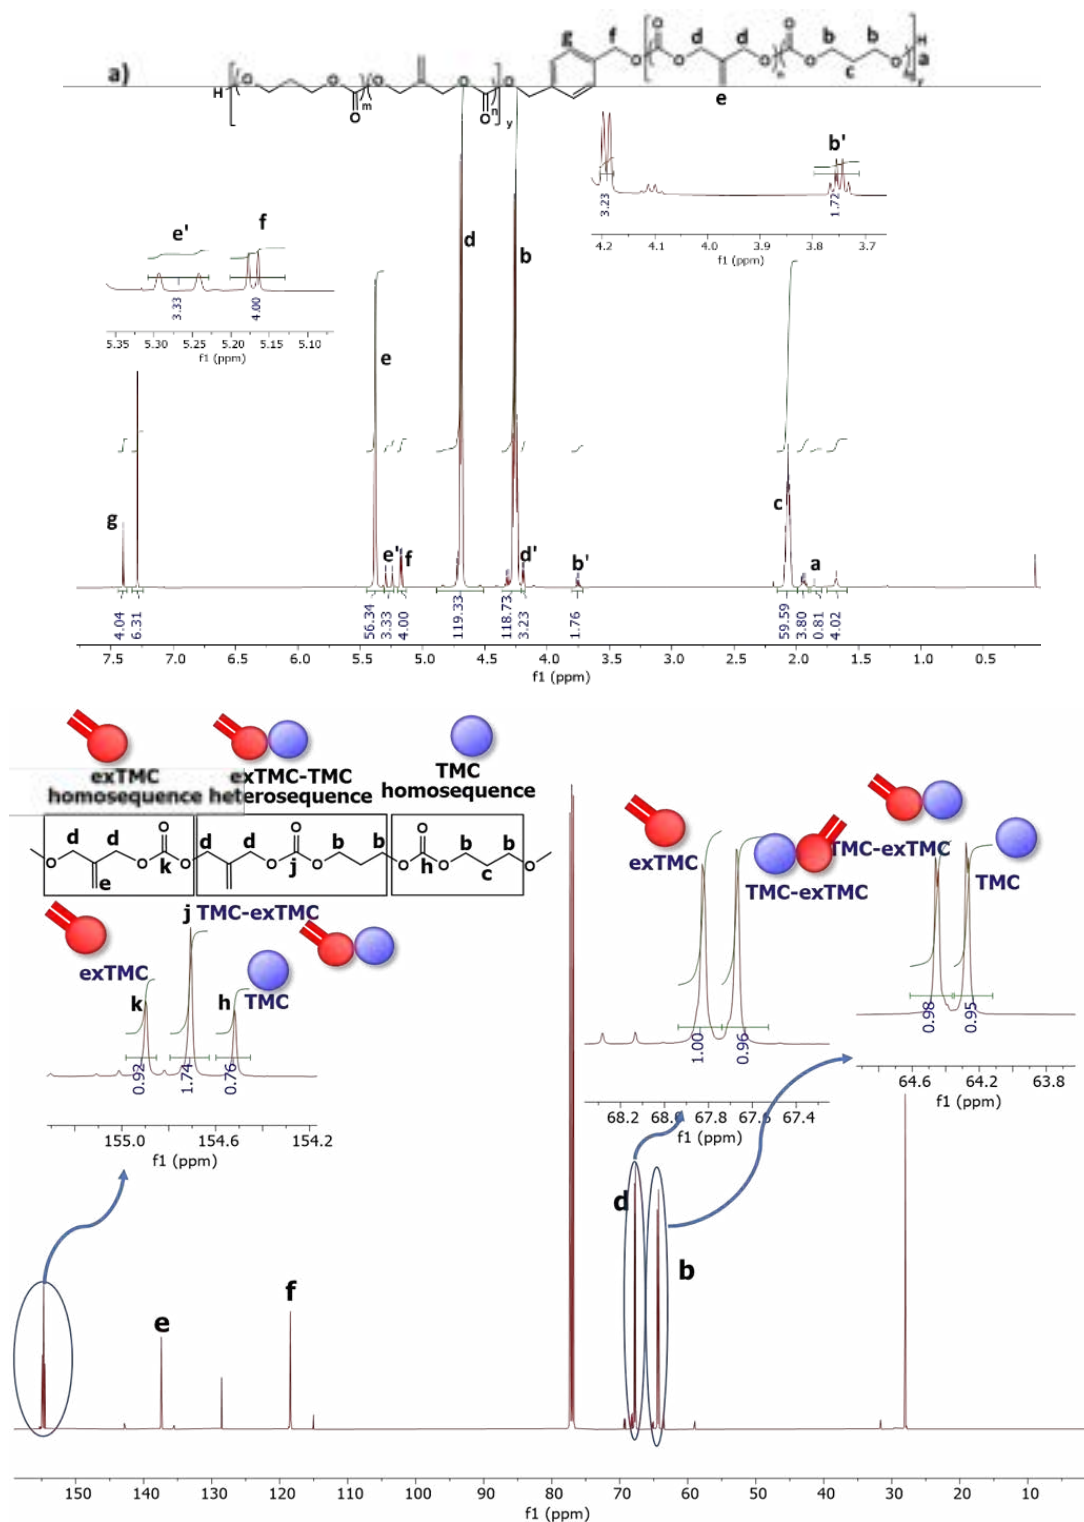 a)
g f d d b b
O O O O O O H
a
c
n
y
e
H O O O O O O O
m n y
O O
e
b'
3.23
1.72
4.2 4.1 4.0 3.9 3.8 3.7
f1 (ppm)
e' f
3.33 4.00
5.35 5.30 5.25 5.20 5.15 5.10
f1 (ppm)
d b
e
c
g
e' f d' b' a
4.04 6.31 56.34 3.33 4.00 119.33 118.73 3.23 1.76 59.59 3.80 0.81 4.02
7.5 7.0 6.5 6.0 5.5 5.0 4.5 4.0 3.5 3.0 2.5 2.0 1.5 1.0 0.5
f1 (ppm)
exTMC homosequence
exTMC-TMC heterosequence
TMC homosequence
d d O d d O b b O b b
O O k O O j O O h O c O
e
j TMC-exTMC
exTMC
k h TMC
0.92 1.74 0.76
155.0 154.6 154.2
f1 (ppm)
exTMC
TMC-exTMC
1.00 0.96
68.2 68.0 67.8 67.6 67.4
f1 (ppm)
TMC-exTMC
TMC
0.98 0.95
64.6 64.2 63.8
f1 (ppm)
d
b
e
f
150 140 130 120 110 100 90 80 70 60 50 40 30 20 10
f1 (ppm)